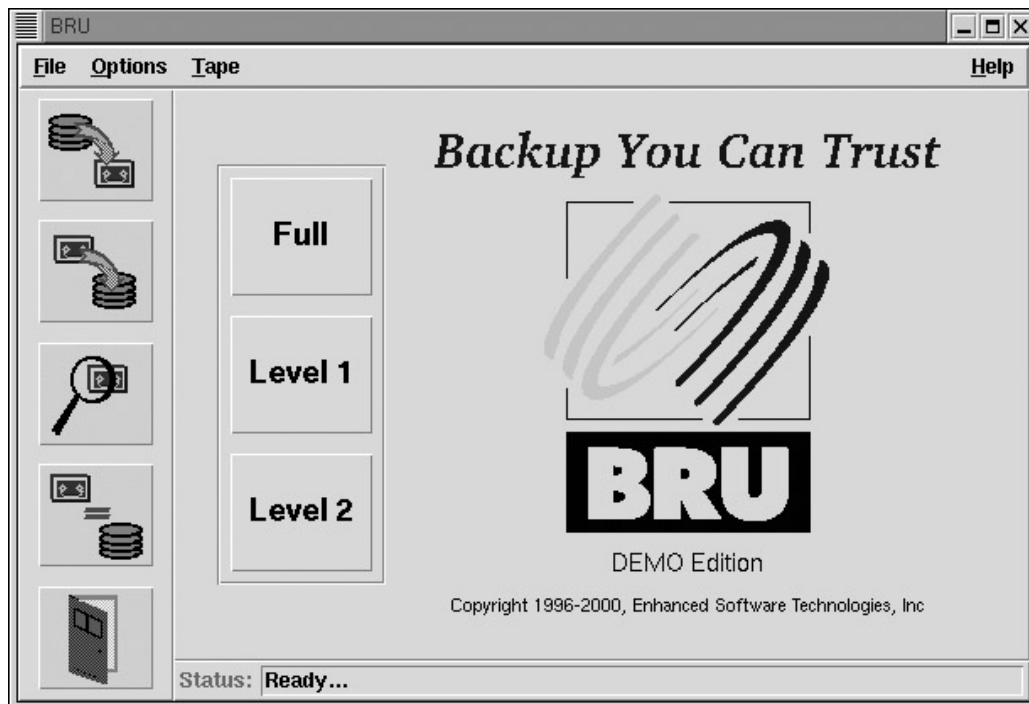 BRU
File Options Tape Help
Backup You Can Trust
Full
Level 1
Level 2
BRU
DEMO Edition
Copyright 1996-2000, Enhanced Software Technologies, Inc
Status: Ready...